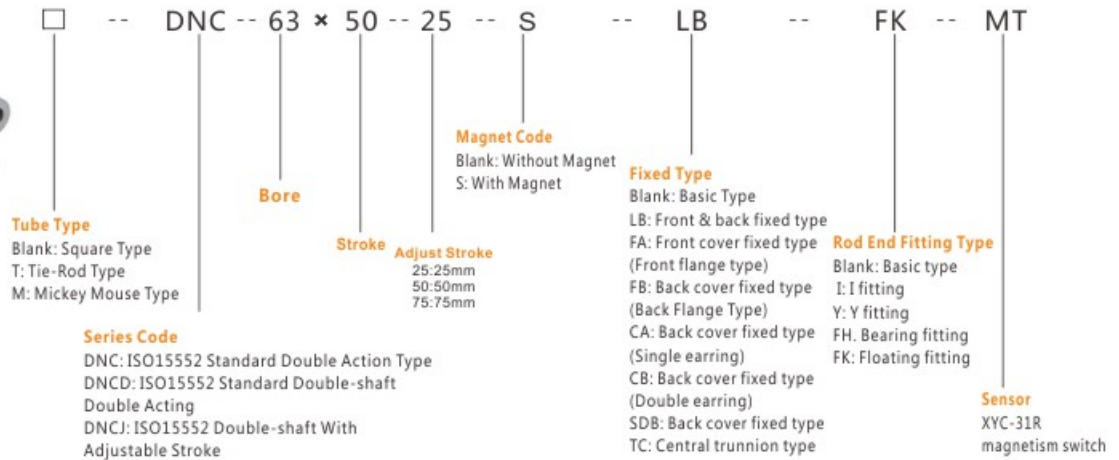 □ -- DNC -- 63 × 50 -- 25 -- S -- LB -- FK -- MT
Tube Type
Blank: Square Type
T: Tie-Rod Type
M: Mickey Mouse Type
Series Code
DNC: ISO15552 Standard Double Action Type
DNCD: ISO15552 Standard Double-shaft
Double Acting
DNCJ: ISO15552 Double-shaft With
Adjustable Stroke
Bore
Stroke
Adjust Stroke
25:25mm
50:50mm
75:75mm
Magnet Code
Blank: Without Magnet
S: With Magnet
Fixed Type
Blank: Basic Type
LB: Front & back fixed type
FA: Front cover fixed type
(Front flange type)
FB: Back cover fixed type
(Back Flange Type)
CA: Back cover fixed type
(Single earring)
CB: Back cover fixed type
(Double earring)
SDB: Back cover fixed type
TC: Central trunnion type
Rod End Fitting Type
Blank: Basic type
I: I fitting
Y: Y fitting
FH. Bearing fitting
FK: Floating fitting
Sensor
XYC-31R
magnetism switch